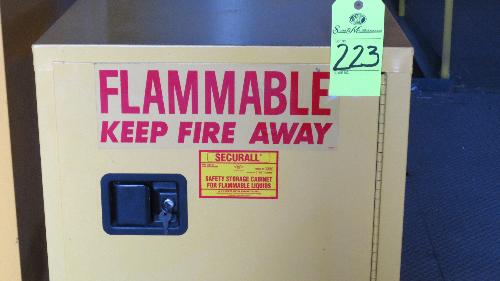 223
FLAMMABLE
KEEP FIRE AWAY
SECURALL
SAFETY STORAGE CABINET
FOR FLAMMABLE LIQUIDS